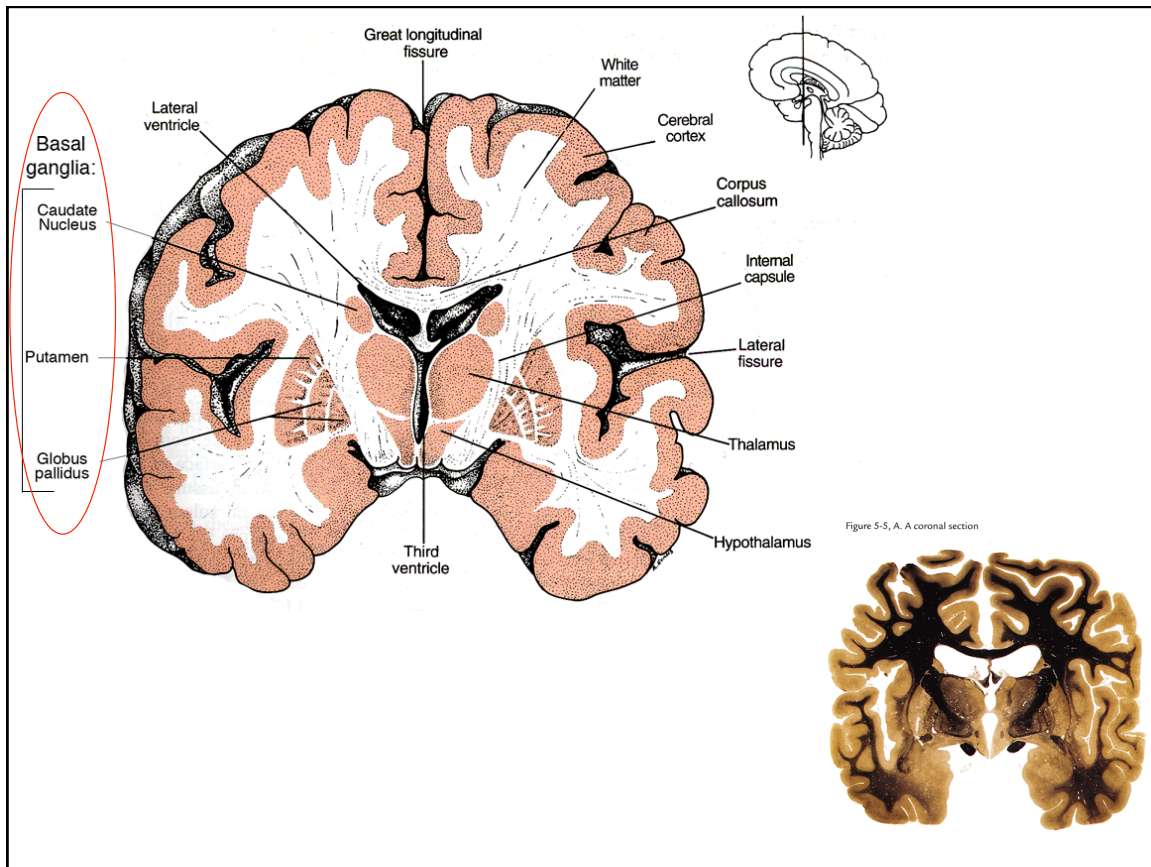 Great longitudinal
fissure
White
matter
Lateral
ventricle
Cerebral
cortex
Basal
ganglia:
Corpus
callosum
Caudate
Nucleus
Internal
capsule
Putamen
Lateral
fissure
Thalamus
Globus
pallidus
Hypothalamus
Third
ventricle
Figure 5-5, A. A coronal section